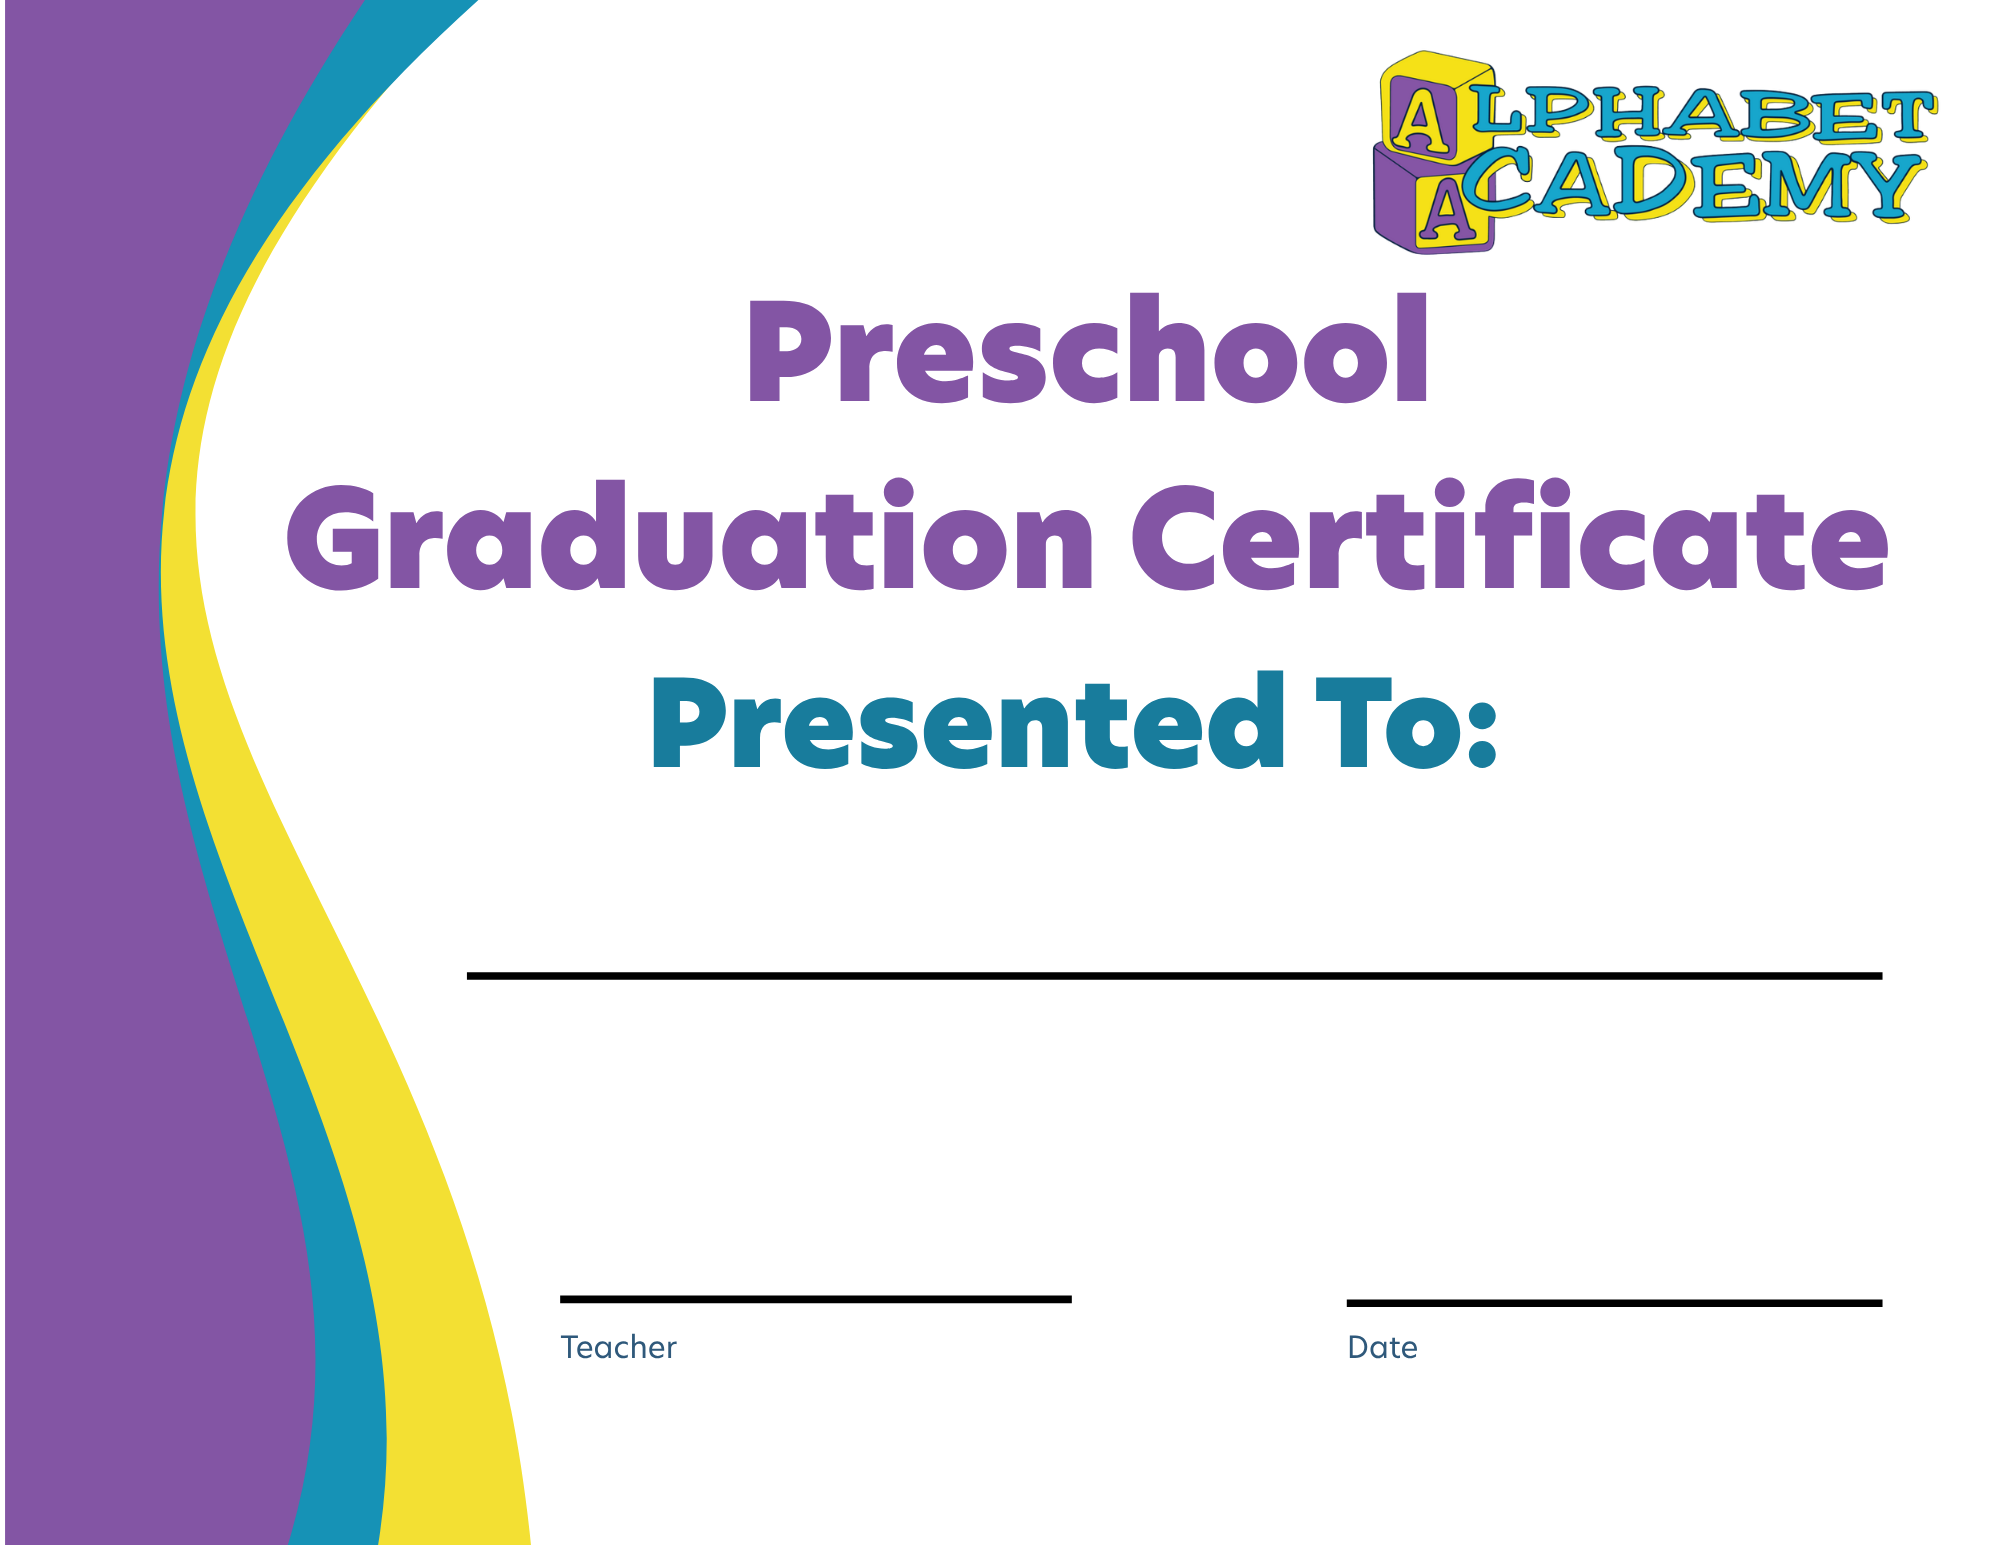 ALPHABET
ACADEMY
Preschool
Graduation Certificate
Presented To:
Teacher
Date